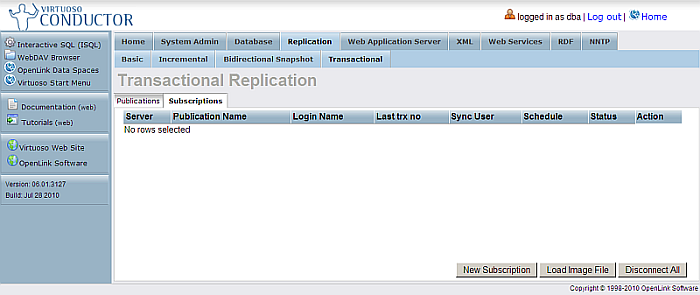 VIRTUOSO
CONDUCTOR
logged in as dba | Log out | Home
Interactive SQL (ISQL)
WebDAV Browser
OpenLink Data Spaces
Virtuoso Start Menu
Documentation (web)
Tutorials (web)
Virtuoso Web Site
OpenLink Software
Version: 06.01.3127
Build: Jul 28 2010
Home System Admin Database Replication Web Application Server XML Web Services RDF NNTP
Basic Incremental Bidirectional Snapshot Transactional
Transactional Replication
Publications Subscriptions
Server Publication Name Login Name Last trx no Sync User Schedule Status Action
No rows selected
New Subscription Load Image File Disconnect All
Copyright © 1998-2010 OpenLink Software